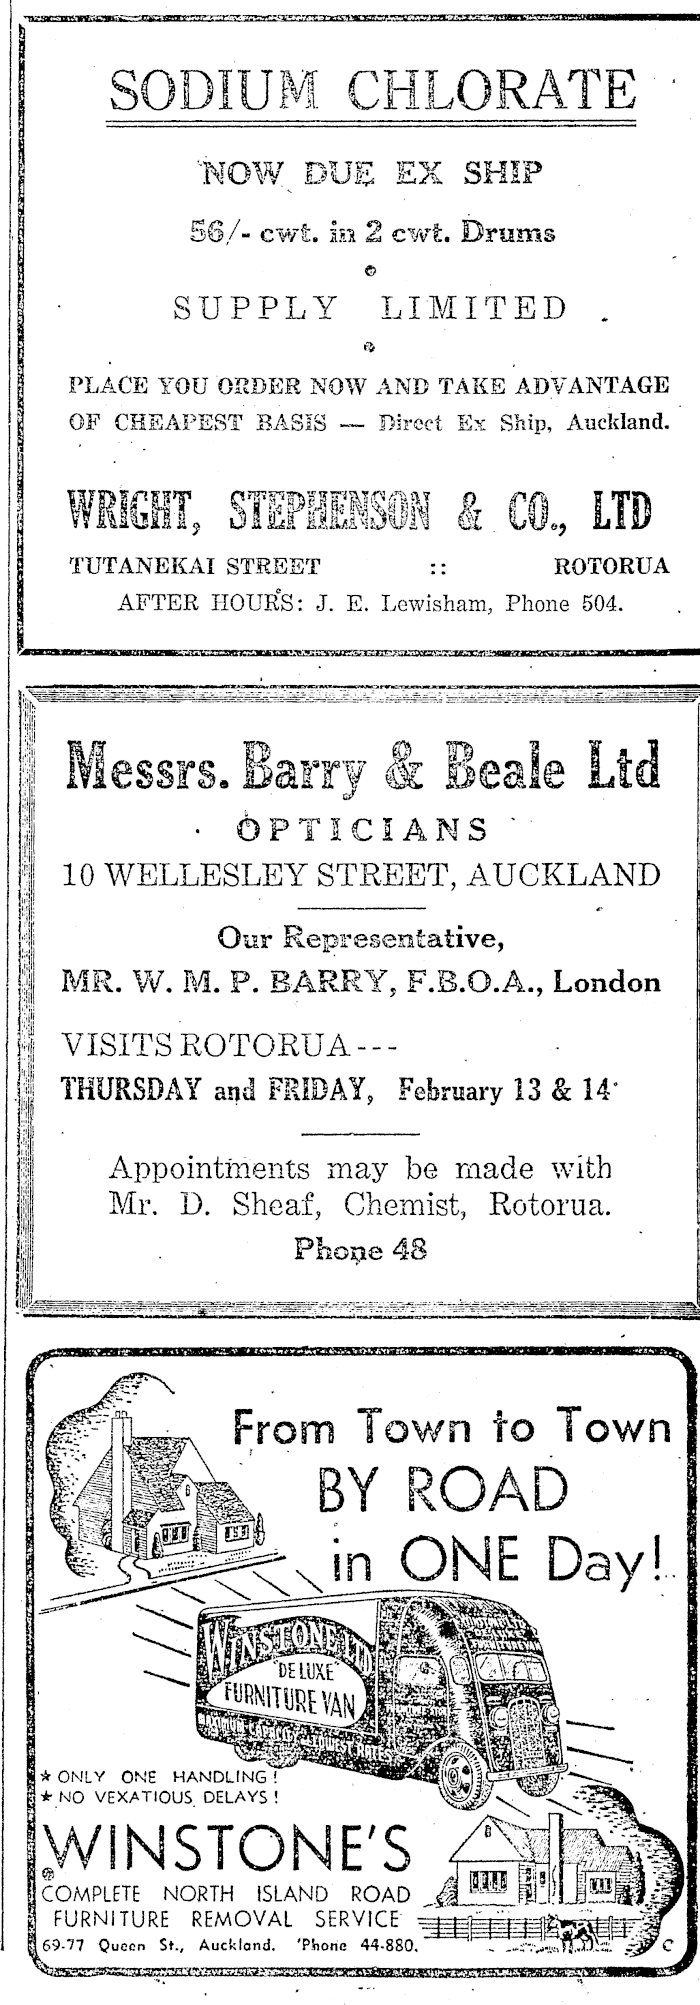 SODIUM CHLORATE
NOW DUE EX SHIP
56/- cwt. in 2 cwt. Drums
SUPPLY LIMITED
PLACE YOU ORDER NOW AND TAKE ADVANTAGE
OF CHEAPEST BASIS — Direct Ex Ship, Auckland.
WRIGHT, STEPHENSON & CO., LTD
TUTANEKAI STREET :: ROTORUA
AFTER HOURS: J. E. Lewisham, Phone 504.
Messrs. Barry & Beale Ltd
OPTICIANS
10 WELLESLEY STREET, AUCKLAND
Our Representative,
MR. W. M. P. BARRY, F.B.O.A., London
VISITS ROTORUA---
THURSDAY and FRIDAY, February 13 & 14
Appointments may be made with
Mr. D. Sheaf, Chemist, Rotorua.
Phone 48
From Town to Town
BY ROAD
in ONE Day!
WINSTONE LTD
"DE LUXE"
FURNITURE VAN
MAXIMUM CAPACITY - LOWEST RATES
* ONLY ONE HANDLING!
* NO VEXATIOUS DELAYS!
WINSTONE'S
COMPLETE NORTH ISLAND ROAD
FURNITURE REMOVAL SERVICE
69-77 Queen St., Auckland. 'Phone 44-880.
C